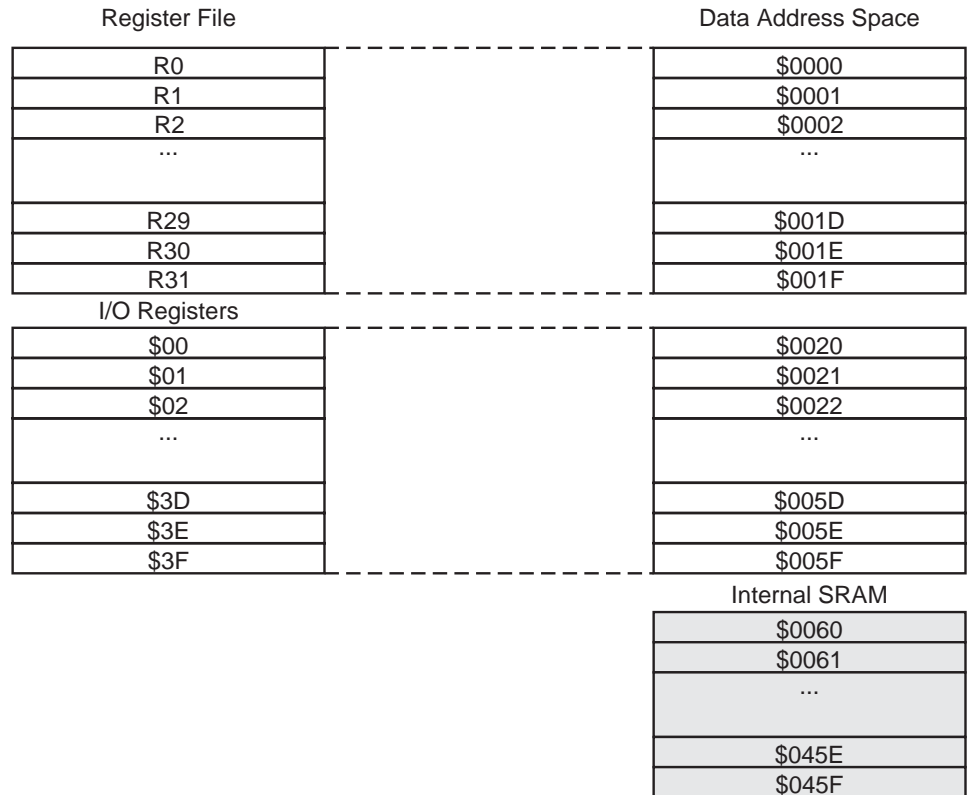 Register File Data Address Space
R0 $0000
R1 $0001
R2 $0002
... ...
R29 $001D
R30 $001E
R31 $001F
I/O Registers
$00 $0020
$01 $0021
$02 $0022
... ...
$3D $005D
$3E $005E
$3F $005F
Internal SRAM
$0060
$0061
...
$045E
$045F